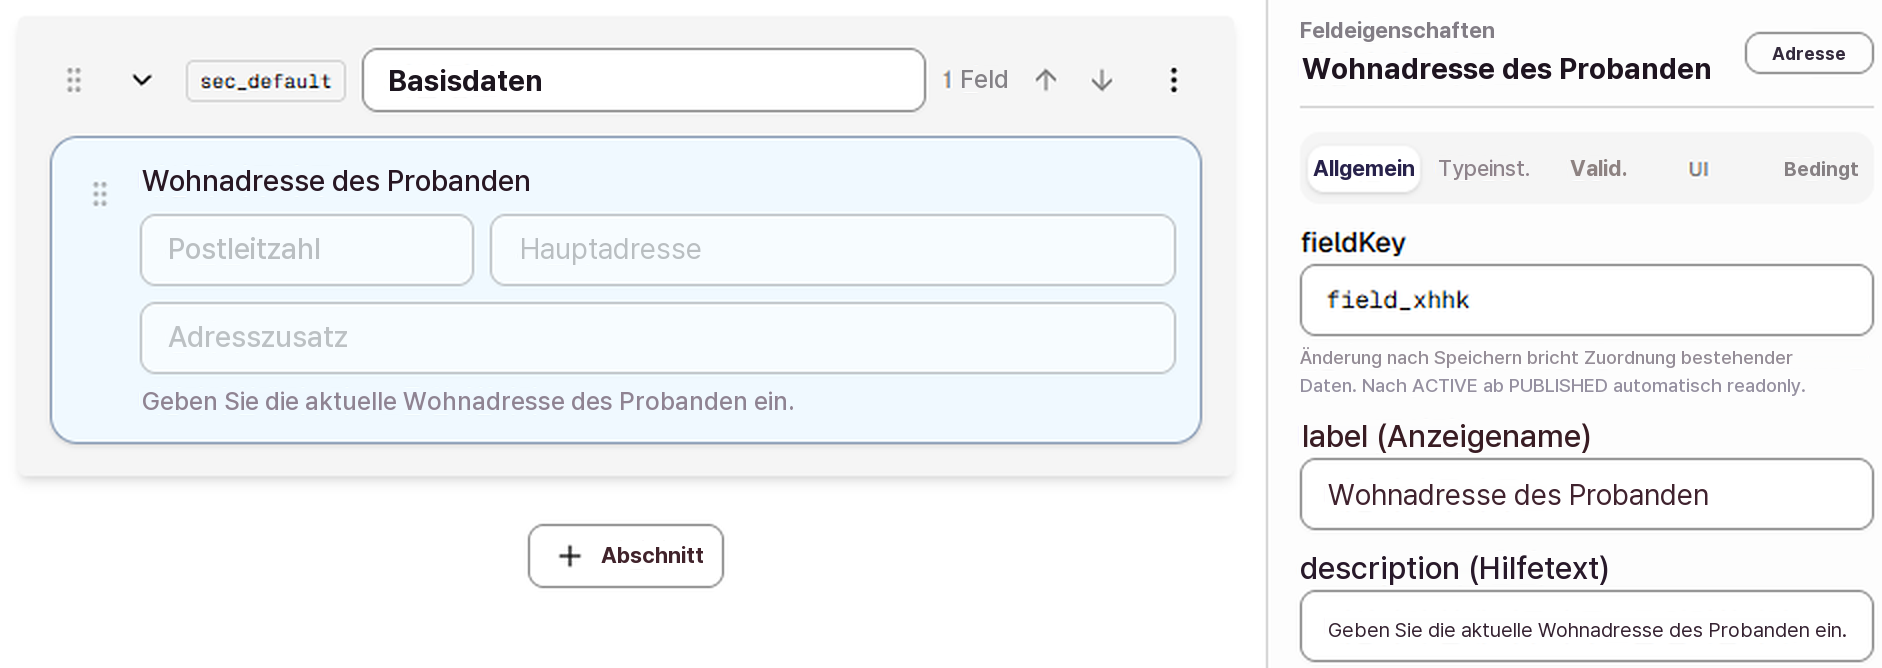 sec_default
Basisdaten
1 Feld
Wohnadresse des Probanden
Postleitzahl
Hauptadresse
Adresszusatz
Geben Sie die aktuelle Wohnadresse des Probanden ein.
Abschnitt
Feldeigenschaften
Wohnadresse des Probanden
Adresse
Allgemein
Typeinst.
Valid.
UI
Bedingt
fieldKey
field_xhhk
Änderung nach Speichern bricht Zuordnung bestehender
Daten. Nach ACTIVE ab PUBLISHED automatisch readonly.
label (Anzeigename)
Wohnadresse des Probanden
description (Hilfetext)
Geben Sie die aktuelle Wohnadresse des Probanden ein.